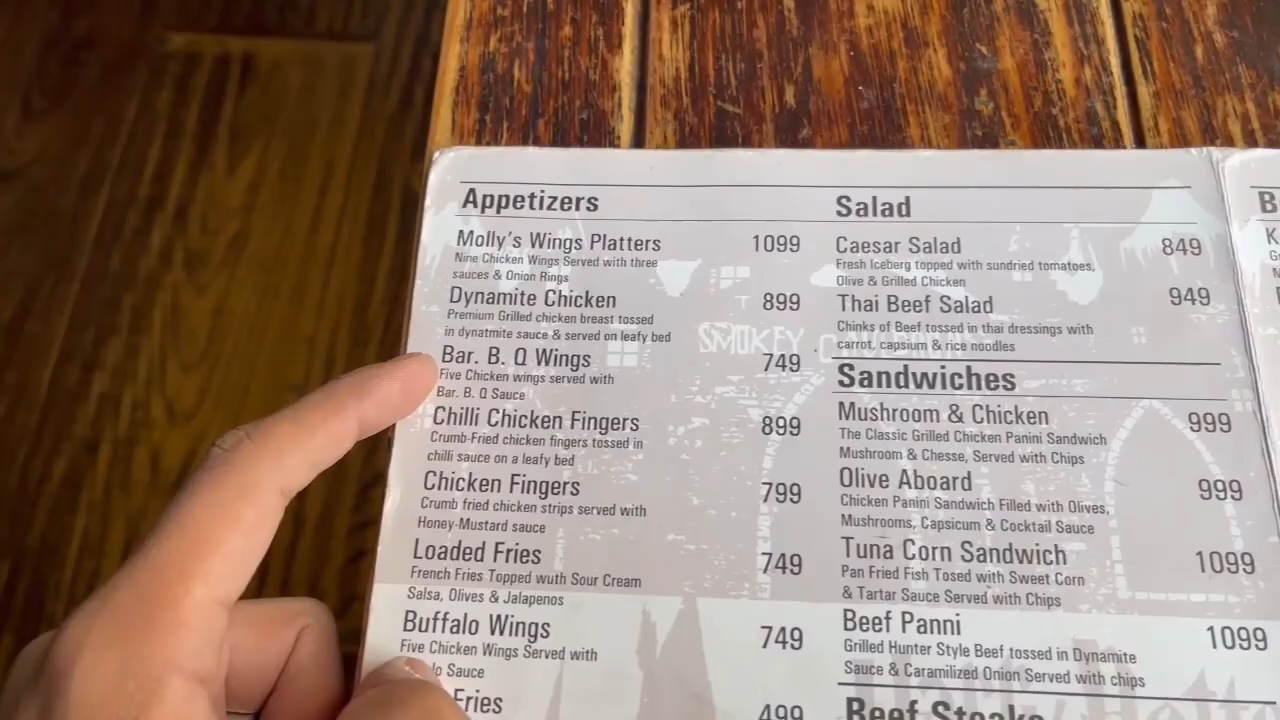 Appetizers
Molly's Wings Platters 1099
Nine Chicken Wings Served with three
sauces & Onion Rings
Dynamite Chicken 899
Premium Grilled chicken breast tossed
in dynatmite sauce & served on leafy bed
Bar. B. Q Wings 749
Five Chicken wings served with
Bar. B. Q Sauce
Chilli Chicken Fingers 899
Crumb-Fried chicken fingers tossed in
chilli sauce on a leafy bed
Chicken Fingers 799
Crumb fried chicken strips served with
Honey-Mustard sauce
Loaded Fries 749
French Fries Topped wuth Sour Cream
Salsa, Olives & Jalapenos
Buffalo Wings 749
Five Chicken Wings Served with
lo Sauce
Fries 499
SMOKEY
Salad
Caesar Salad 849
Fresh Iceberg topped with sundried tomatoes,
Olive & Grilled Chicken
Thai Beef Salad 949
Chinks of Beef tossed in thai dressings with
carrot, capsium & rice noodles
Sandwiches
Mushroom & Chicken 999
The Classic Grilled Chicken Panini Sandwich
Mushroom & Chesse, Served with Chips
Olive Aboard 999
Chicken Panini Sandwich Filled with Olives,
Mushrooms, Capsicum & Cocktail Sauce
Tuna Corn Sandwich 1099
Pan Fried Fish Tosed with Sweet Corn
& Tartar Sauce Served with Chips
Beef Panni 1099
Grilled Hunter Style Beef tossed in Dynamite
Sauce & Caramilized Onion Served with chips
Beef Steaks
B
K